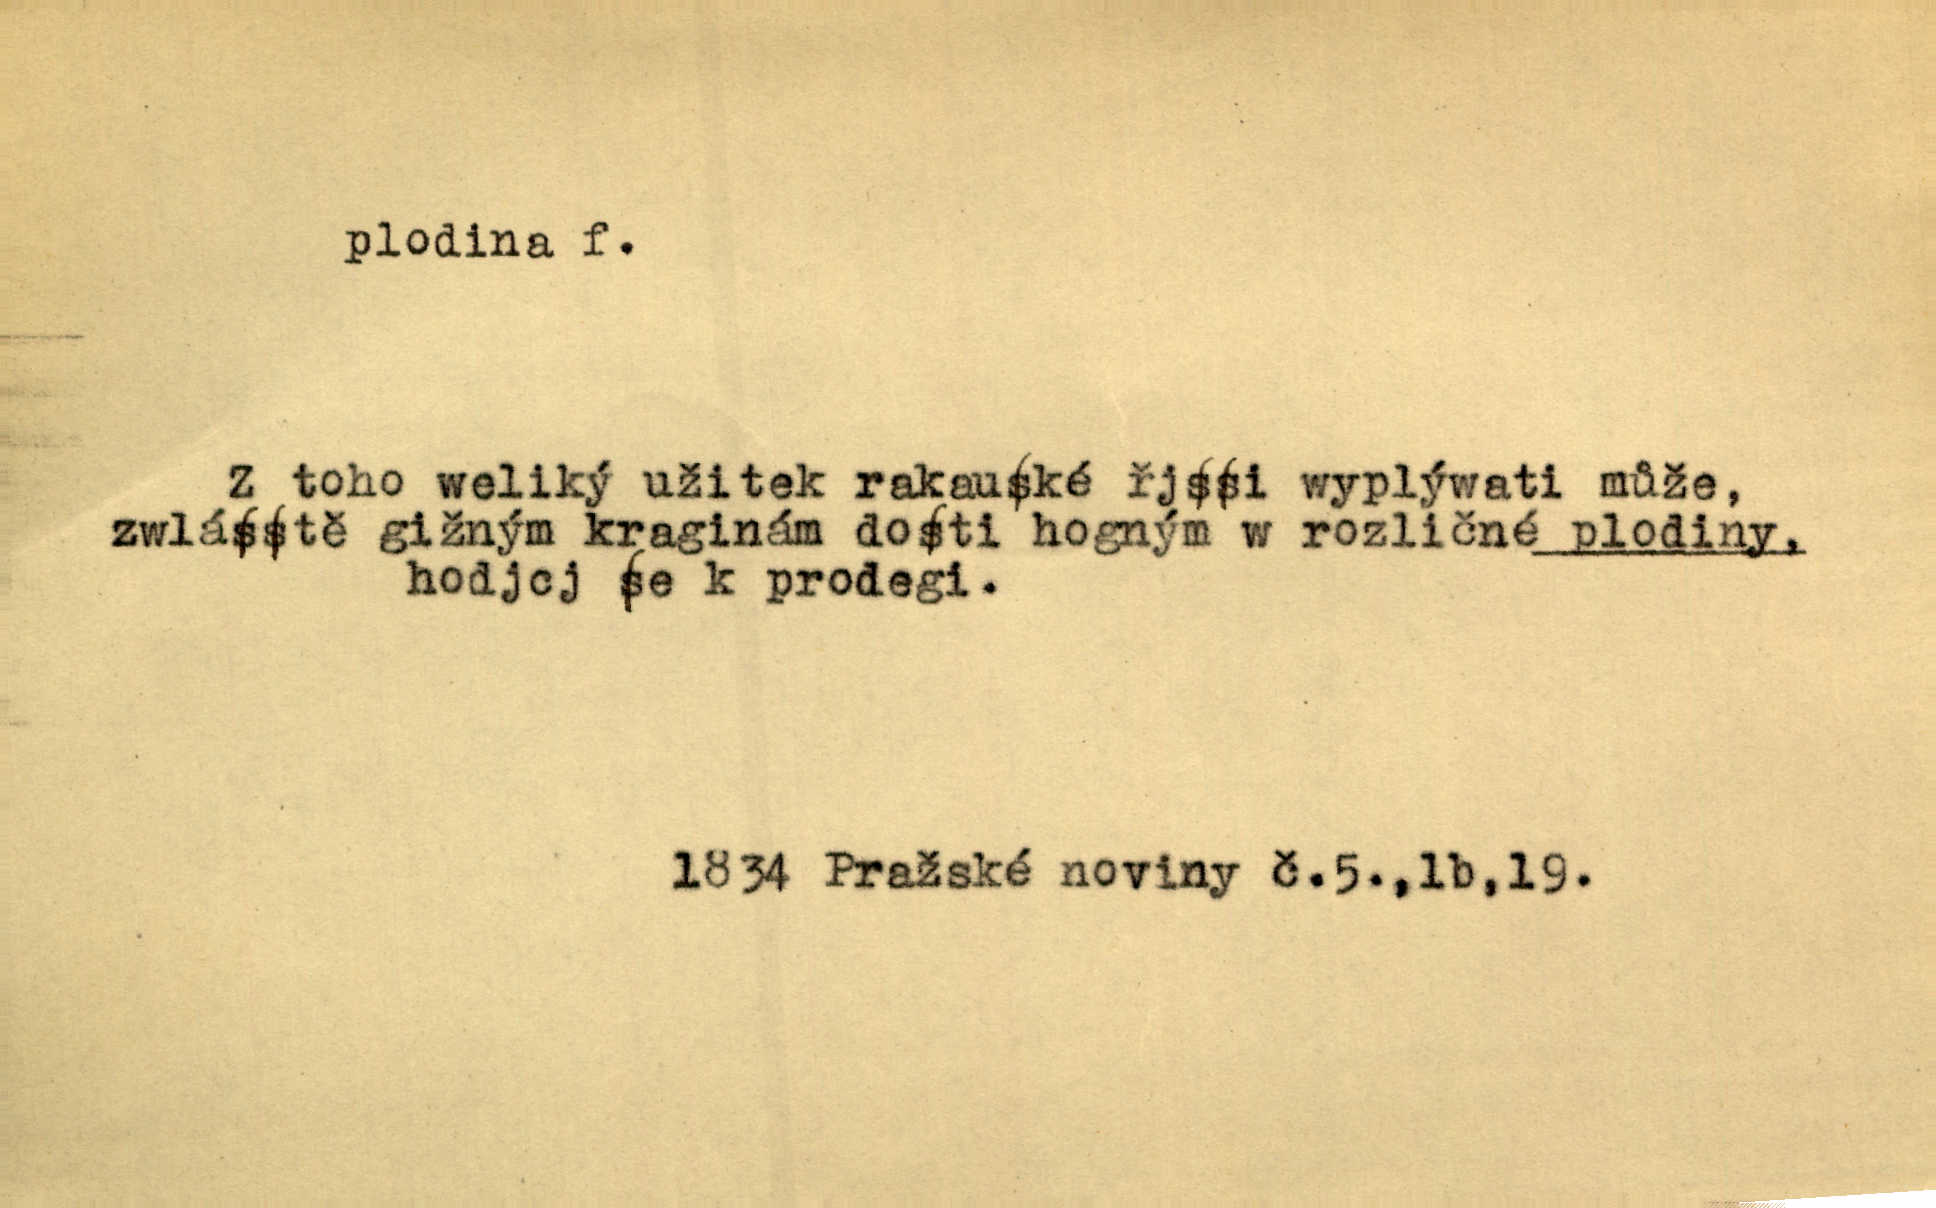 plodina f.
Z toho weliký užitek rakauſké řjſſi wyplýwati může,
zwláſſtě gižným kraginám doſti hogným w rozličné plodiny,
hodjcj ſe k prodegi.
1834 Pražské noviny č.5.,1b,19.